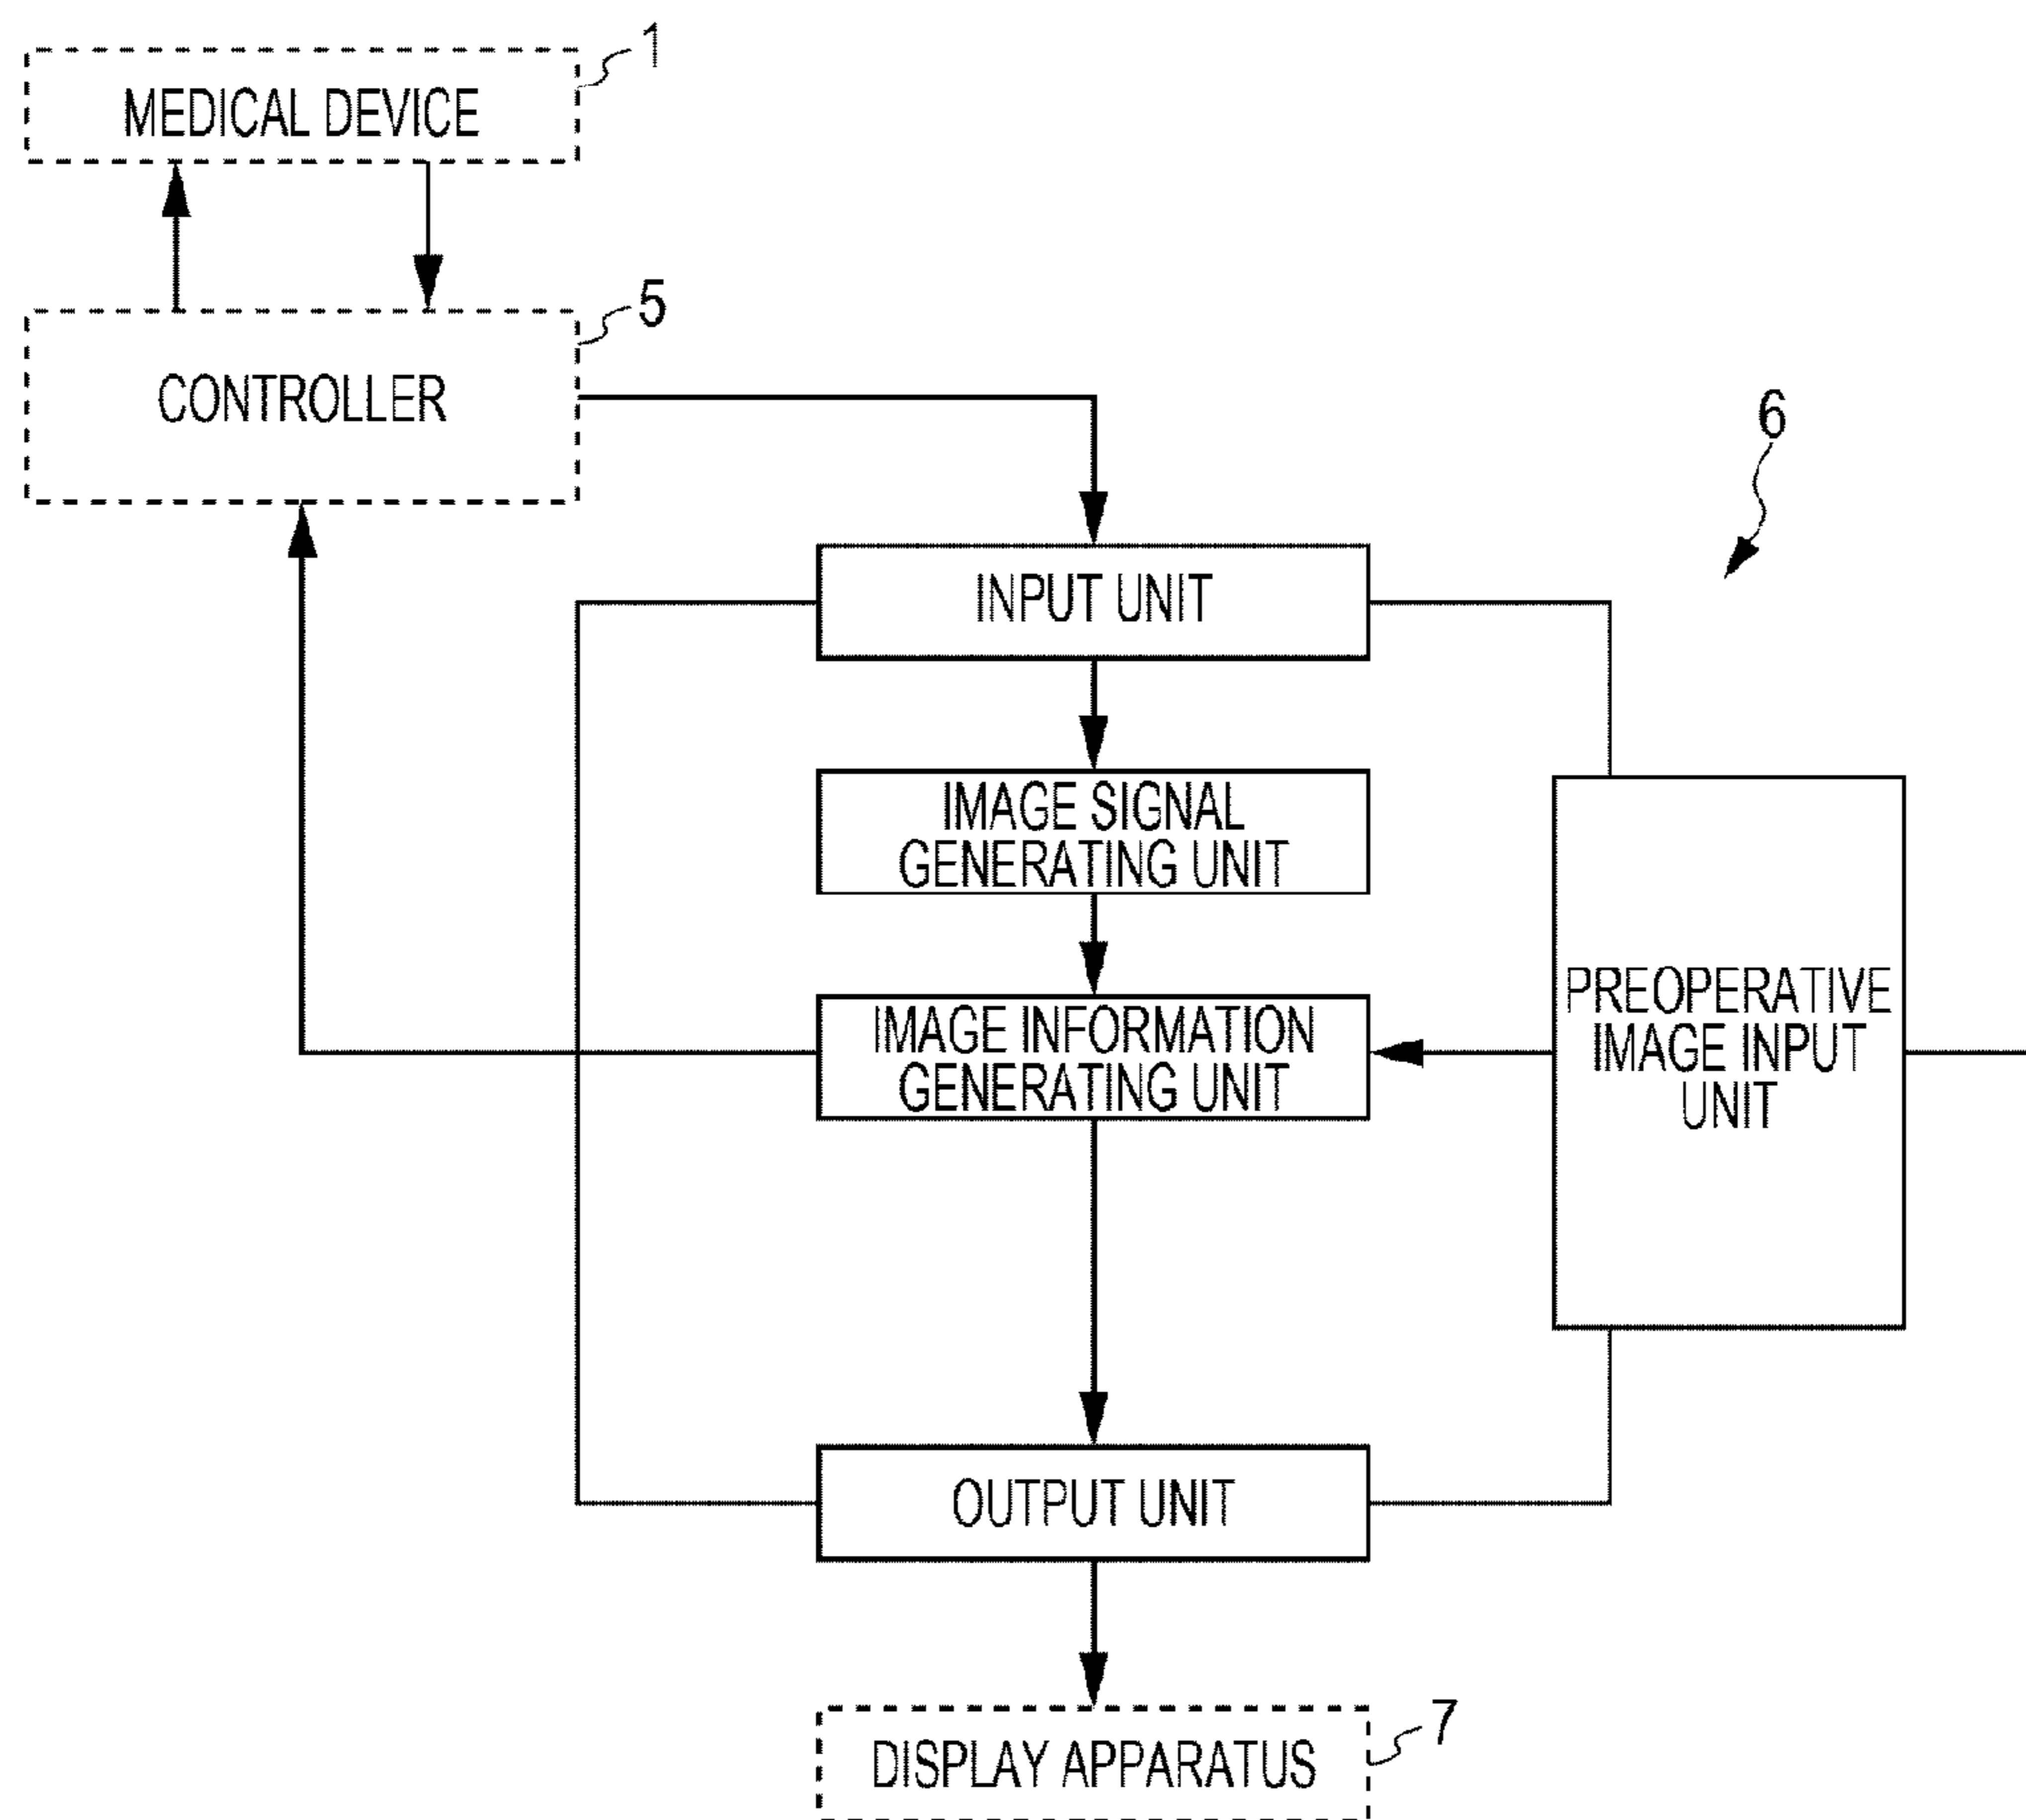 1
MEDICAL DEVICE
5
CONTROLLER
6
INPUT UNIT
IMAGE SIGNAL
GENERATING UNIT
IMAGE INFORMATION
GENERATING UNIT
PREOPERATIVE
IMAGE INPUT
UNIT
OUTPUT UNIT
7
DISPLAY APPARATUS